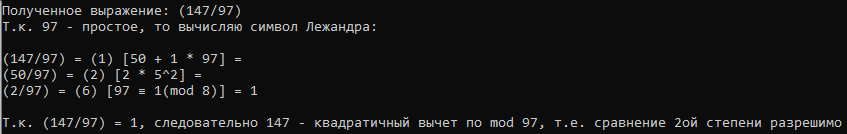 Полученное выражение: (147/97)
Т.к. 97 - простое, то вычисляю символ Лежандра:
(147/97) = (1) [50 + 1 * 97] =
(50/97) = (2) [2 * 5^2] =
(2/97) = (6) [97 ≡ 1(mod 8)] = 1
Т.к. (147/97) = 1, следовательно 147 - квадратичный вычет по mod 97, т.е. сравнение 2ой степени разрешимо